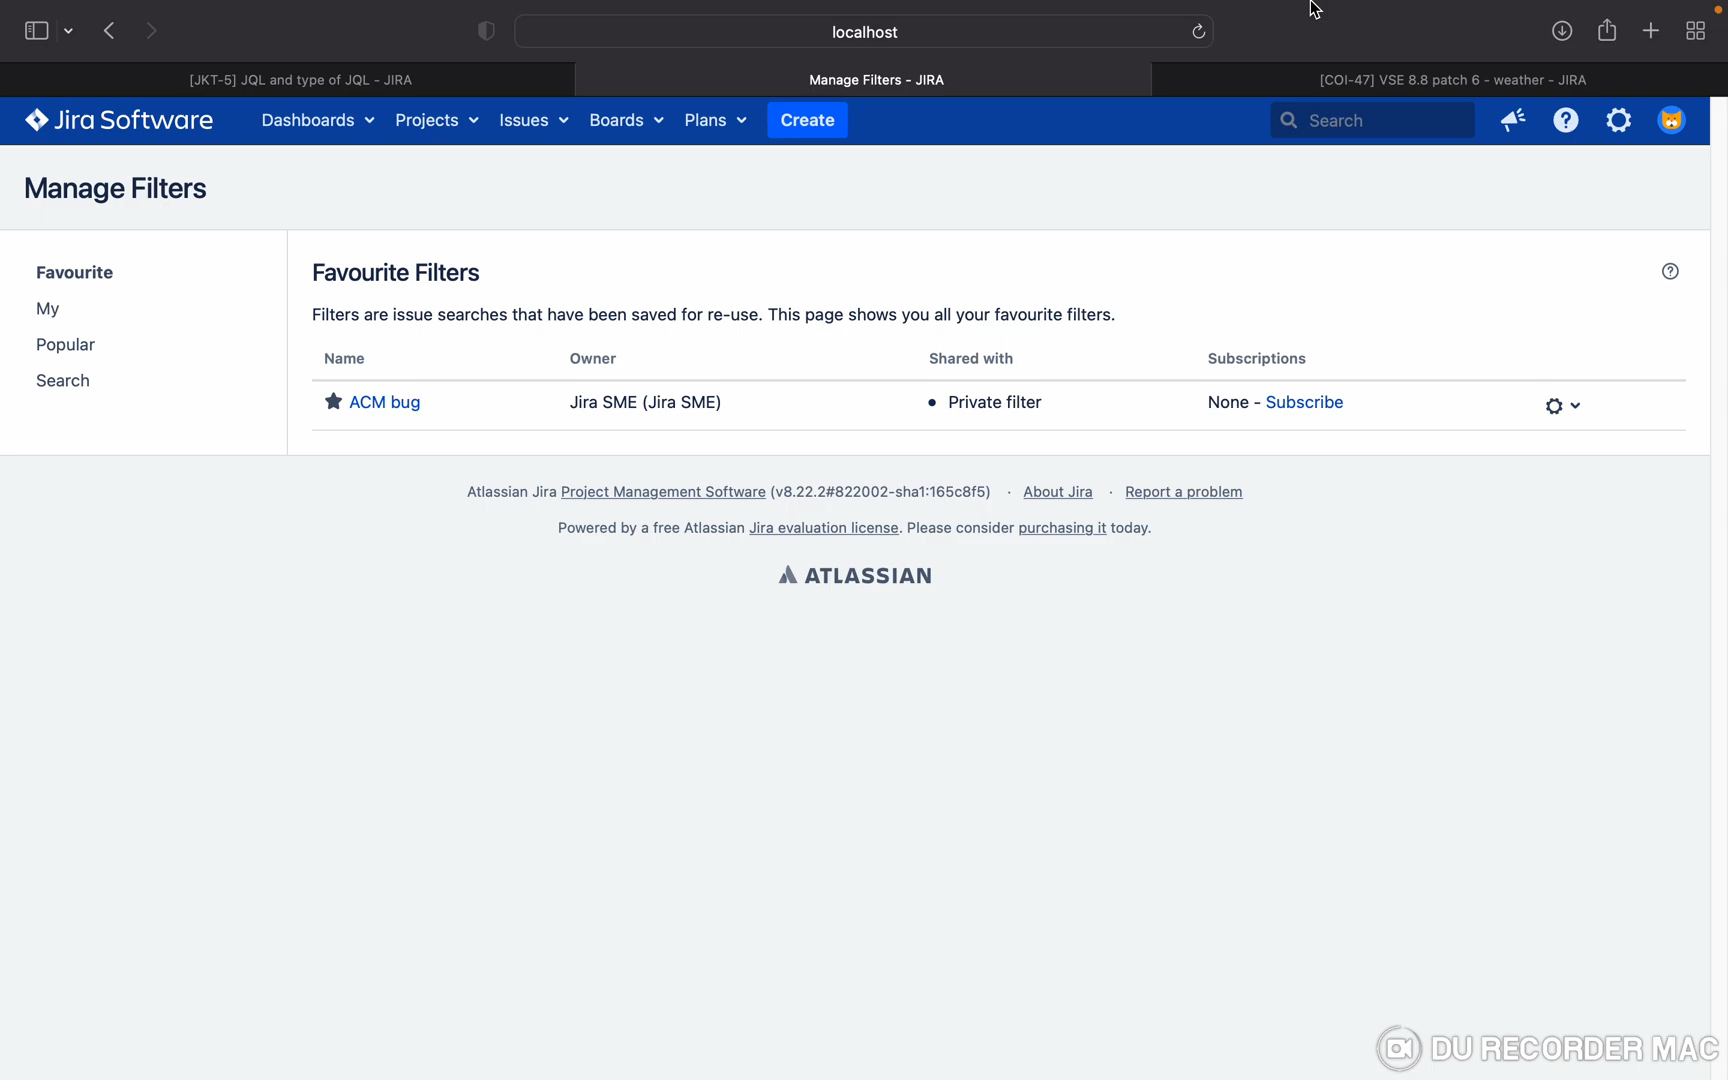 localhost
[JKT-5] JQL and type of JQL - JIRA
Manage Filters - JIRA
[COI-47] VSE 8.8 patch 6 - weather - JIRA
Jira Software
Dashboards
Projects
Issues
Boards
Plans
Create
Search
Manage Filters
Favourite
My
Popular
Search
Favourite Filters
Filters are issue searches that have been saved for re-use. This page shows you all your favourite filters.
Name Owner Shared with Subscriptions
ACM bug Jira SME (Jira SME) • Private filter None - Subscribe
Atlassian Jira Project Management Software (v8.22.2#822002-sha1:165c8f5) · About Jira · Report a problem
Powered by a free Atlassian Jira evaluation license. Please consider purchasing it today.
ATLASSIAN
DU RECORDER MAC